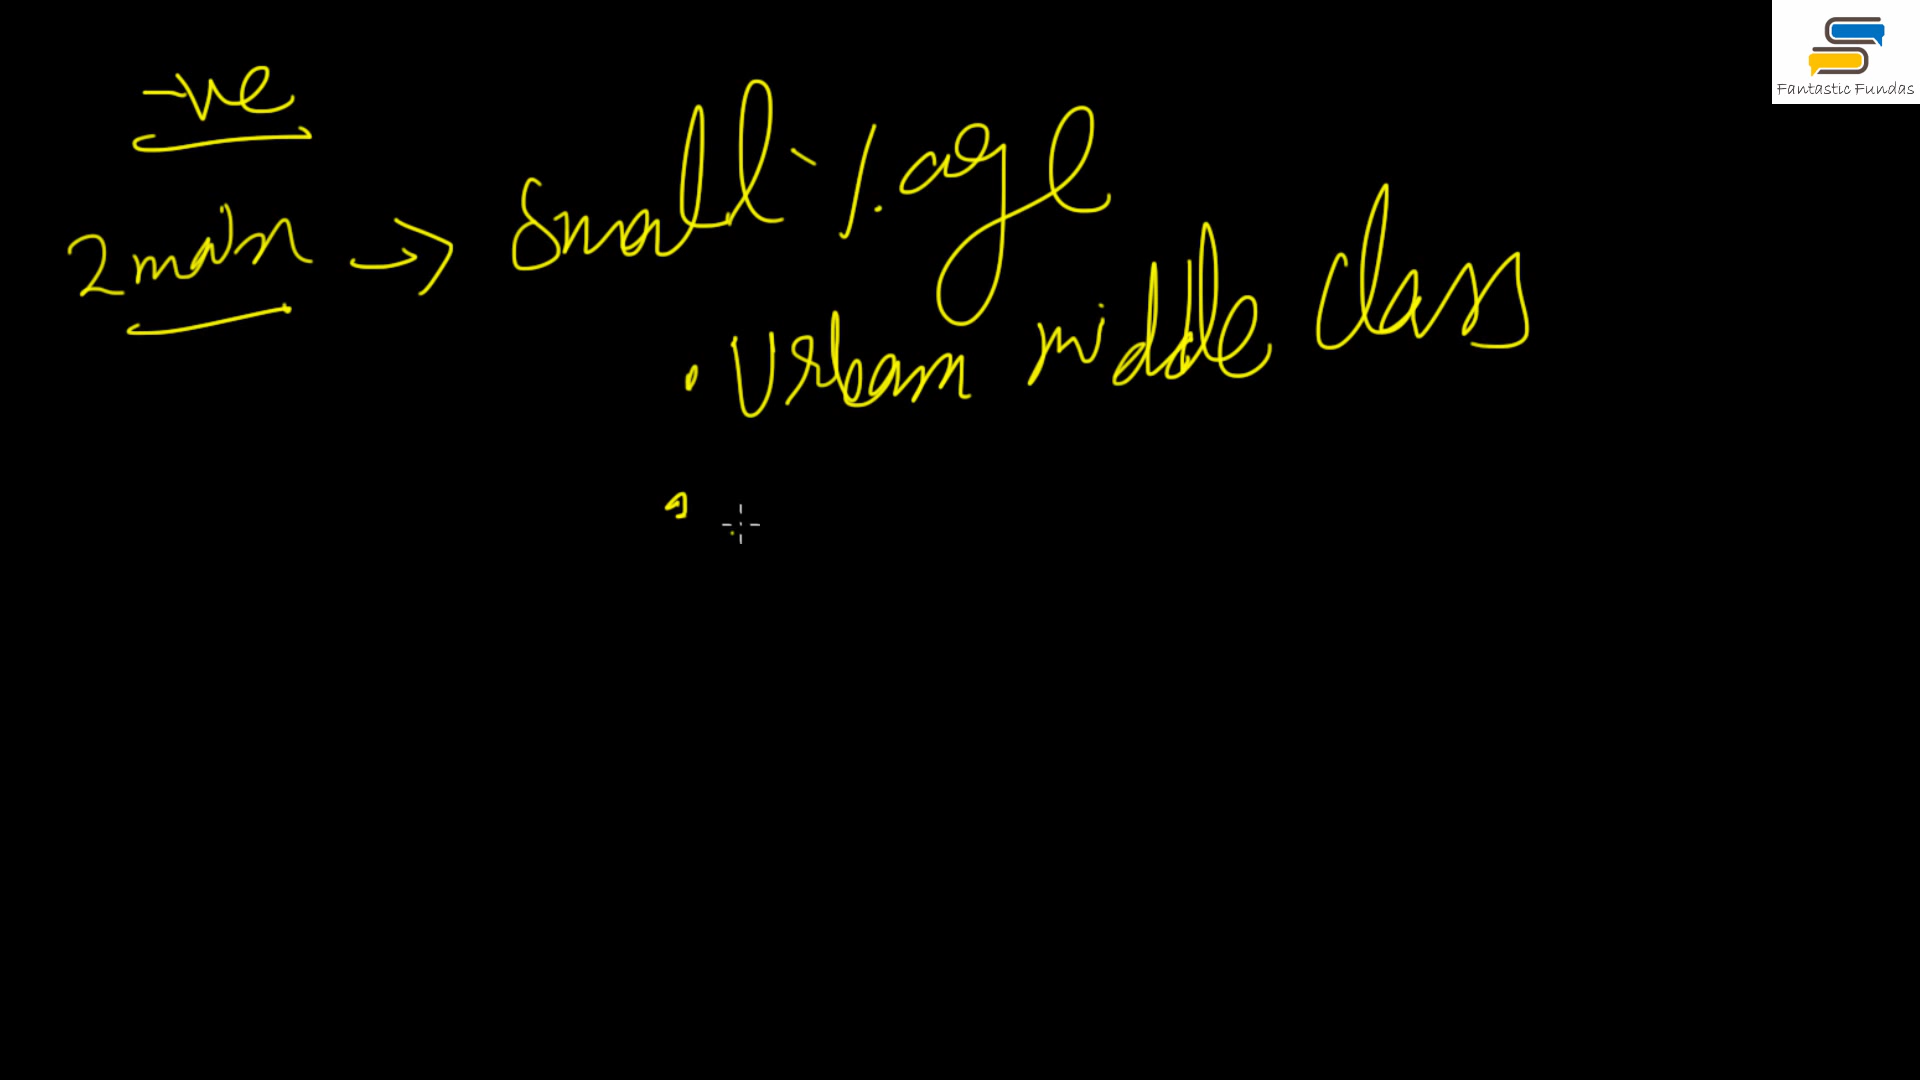 -ve
2 main → Small %age
• Urban middle class
Fantastic Fundas